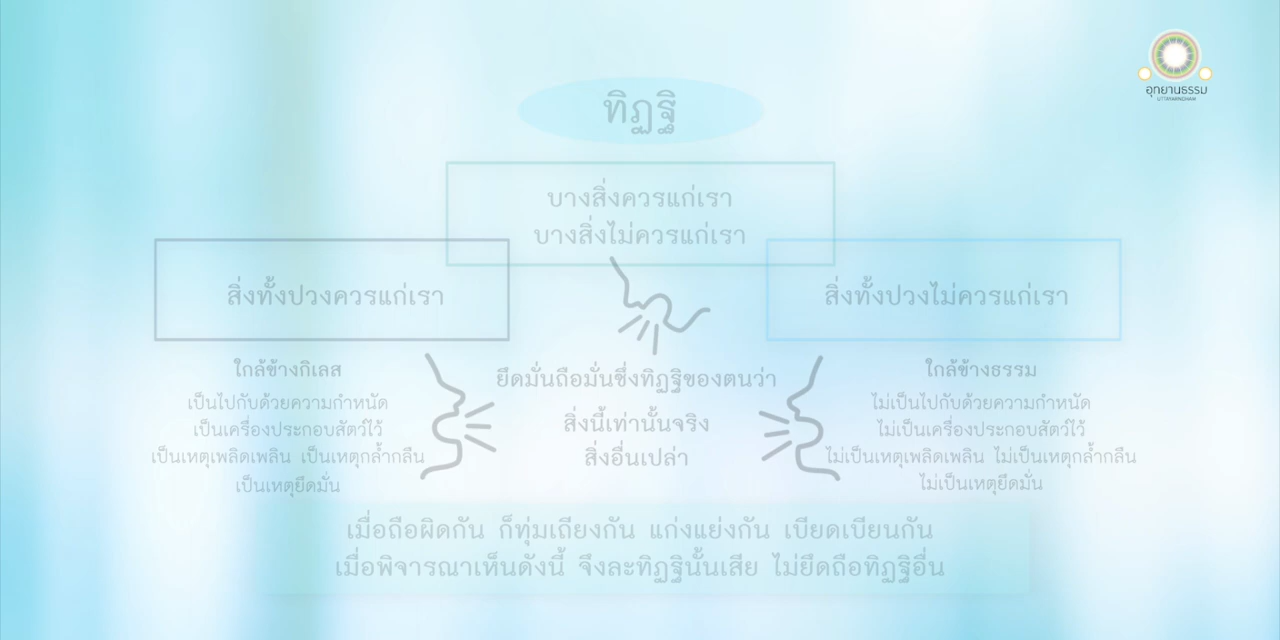 อุทยานธรรม
UTTAYARNDHAM
ทิฏฐิ
บางสิ่งควรแก่เรา
บางสิ่งไม่ควรแก่เรา
สิ่งทั้งปวงควรแก่เรา
สิ่งทั้งปวงไม่ควรแก่เรา
ใกล้ข้างกิเลส
เป็นไปกับด้วยความกำหนัด
เป็นเครื่องประกอบสัตว์ไว้
เป็นเหตุเพลิดเพลิน เป็นเหตุกล้ำกลืน
เป็นเหตุยึดมั่น
ยึดมั่นถือมั่นซึ่งทิฏฐิของตนว่า
สิ่งนี้เท่านั้นจริง
สิ่งอื่นเปล่า
ใกล้ข้างธรรม
ไม่เป็นไปกับด้วยความกำหนัด
ไม่เป็นเครื่องประกอบสัตว์ไว้
ไม่เป็นเหตุเพลิดเพลิน ไม่เป็นเหตุกล้ำกลืน
ไม่เป็นเหตุยึดมั่น
เมื่อถือผิดกัน ก็ทุ่มเถียงกัน แก่งแย่งกัน เบียดเบียนกัน
เมื่อพิจารณาเห็นดังนี้ จึงละทิฏฐินั้นเสีย ไม่ยึดถือทิฏฐิอื่น